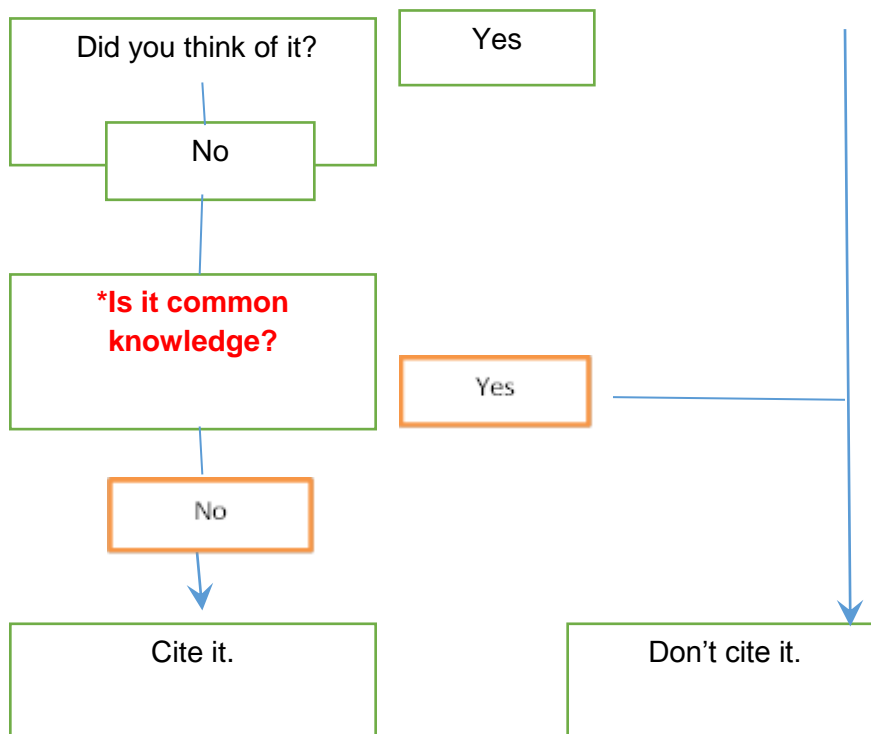 Did you think of it?
Yes
No
*Is it common
knowledge?
Yes
No
Cite it.
Don’t cite it.